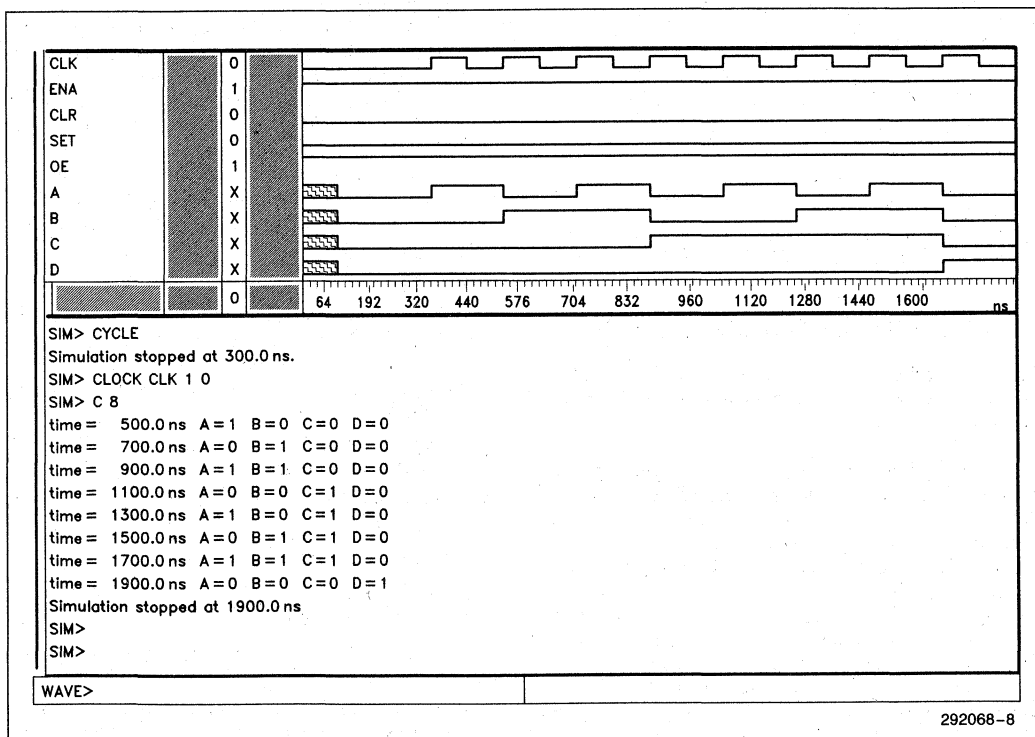 CLK 0
ENA 1
CLR 0
SET 0
OE 1
A X
B X
C X
D X
0 64 192 320 440 576 704 832 960 1120 1280 1440 1600 ns
SIM> CYCLE
Simulation stopped at 300.0 ns.
SIM> CLOCK CLK 1 0
SIM> C 8
time = 500.0 ns A = 1 B = 0 C = 0 D = 0
time = 700.0 ns A = 0 B = 1 C = 0 D = 0
time = 900.0 ns A = 1 B = 1 C = 0 D = 0
time = 1100.0 ns A = 0 B = 0 C = 1 D = 0
time = 1300.0 ns A = 1 B = 0 C = 1 D = 0
time = 1500.0 ns A = 0 B = 1 C = 1 D = 0
time = 1700.0 ns A = 1 B = 1 C = 1 D = 0
time = 1900.0 ns A = 0 B = 0 C = 0 D = 1
Simulation stopped at 1900.0 ns
SIM>
SIM>
WAVE>
292068-8